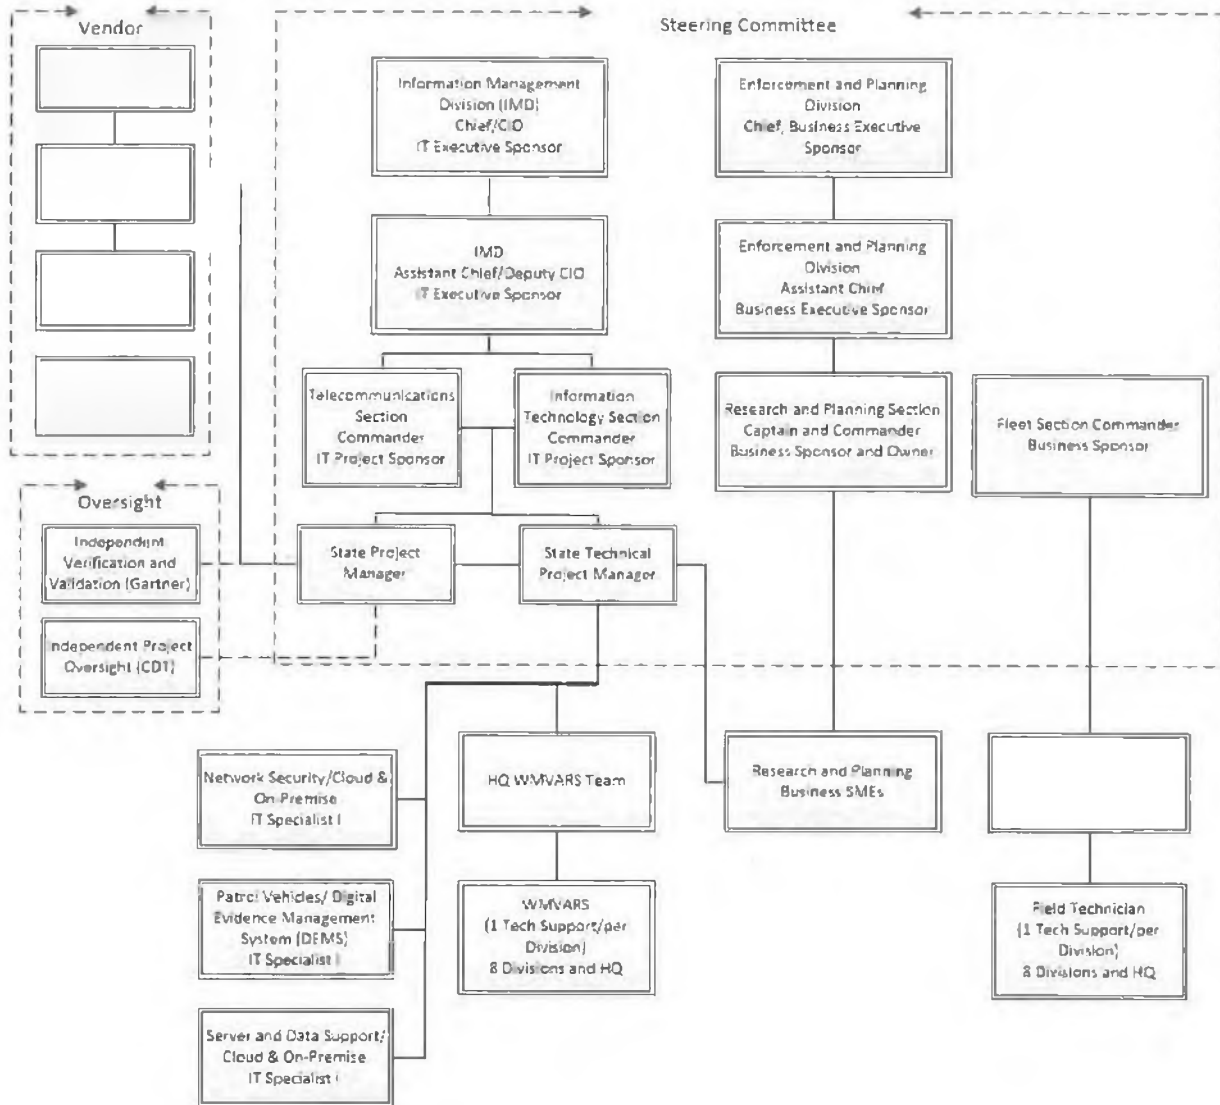 Vendor
Steering Committee
Information Management
Division (IMD)
Chief/CIO
IT Executive Sponsor
Enforcement and Planning
Division
Chief, Business Executive
Sponsor
IMD
Assistant Chief/Deputy CIO
IT Executive Sponsor
Enforcement and Planning
Division
Assistant Chief
Business Executive Sponsor
Telecommunications
Section
Commander
IT Project Sponsor
Information
Technology Section
Commander
IT Project Sponsor
Research and Planning Section
Captain and Commander
Business Sponsor and Owner
Fleet Section Commander
Business Sponsor
Oversight
Independent
Verification and
Validation (Gartner)
State Project
Manager
State Technical
Project Manager
Independent Project
Oversight (CDT)
Network Security/Cloud &
On-Premise
IT Specialist I
HQ WMVARS Team
Research and Planning
Business SMEs
Patrol Vehicles/ Digital
Evidence Management
System (DEMS)
IT Specialist I
WMVARS
(1 Tech Support/per
Division)
8 Divisions and HQ
Field Technician
(1 Tech Support/per
Division)
8 Divisions and HQ
Server and Data Support/
Cloud & On-Premise
IT Specialist I